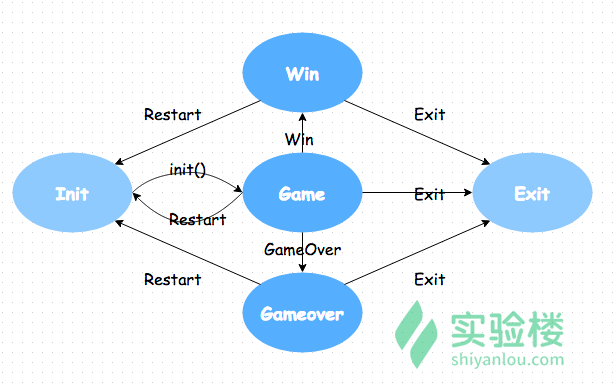 Win
Restart
Exit
Win
init()
Init
Game
Exit
Exit
Restart
GameOver
Restart
Exit
Gameover
实验楼
shiyanlou.com